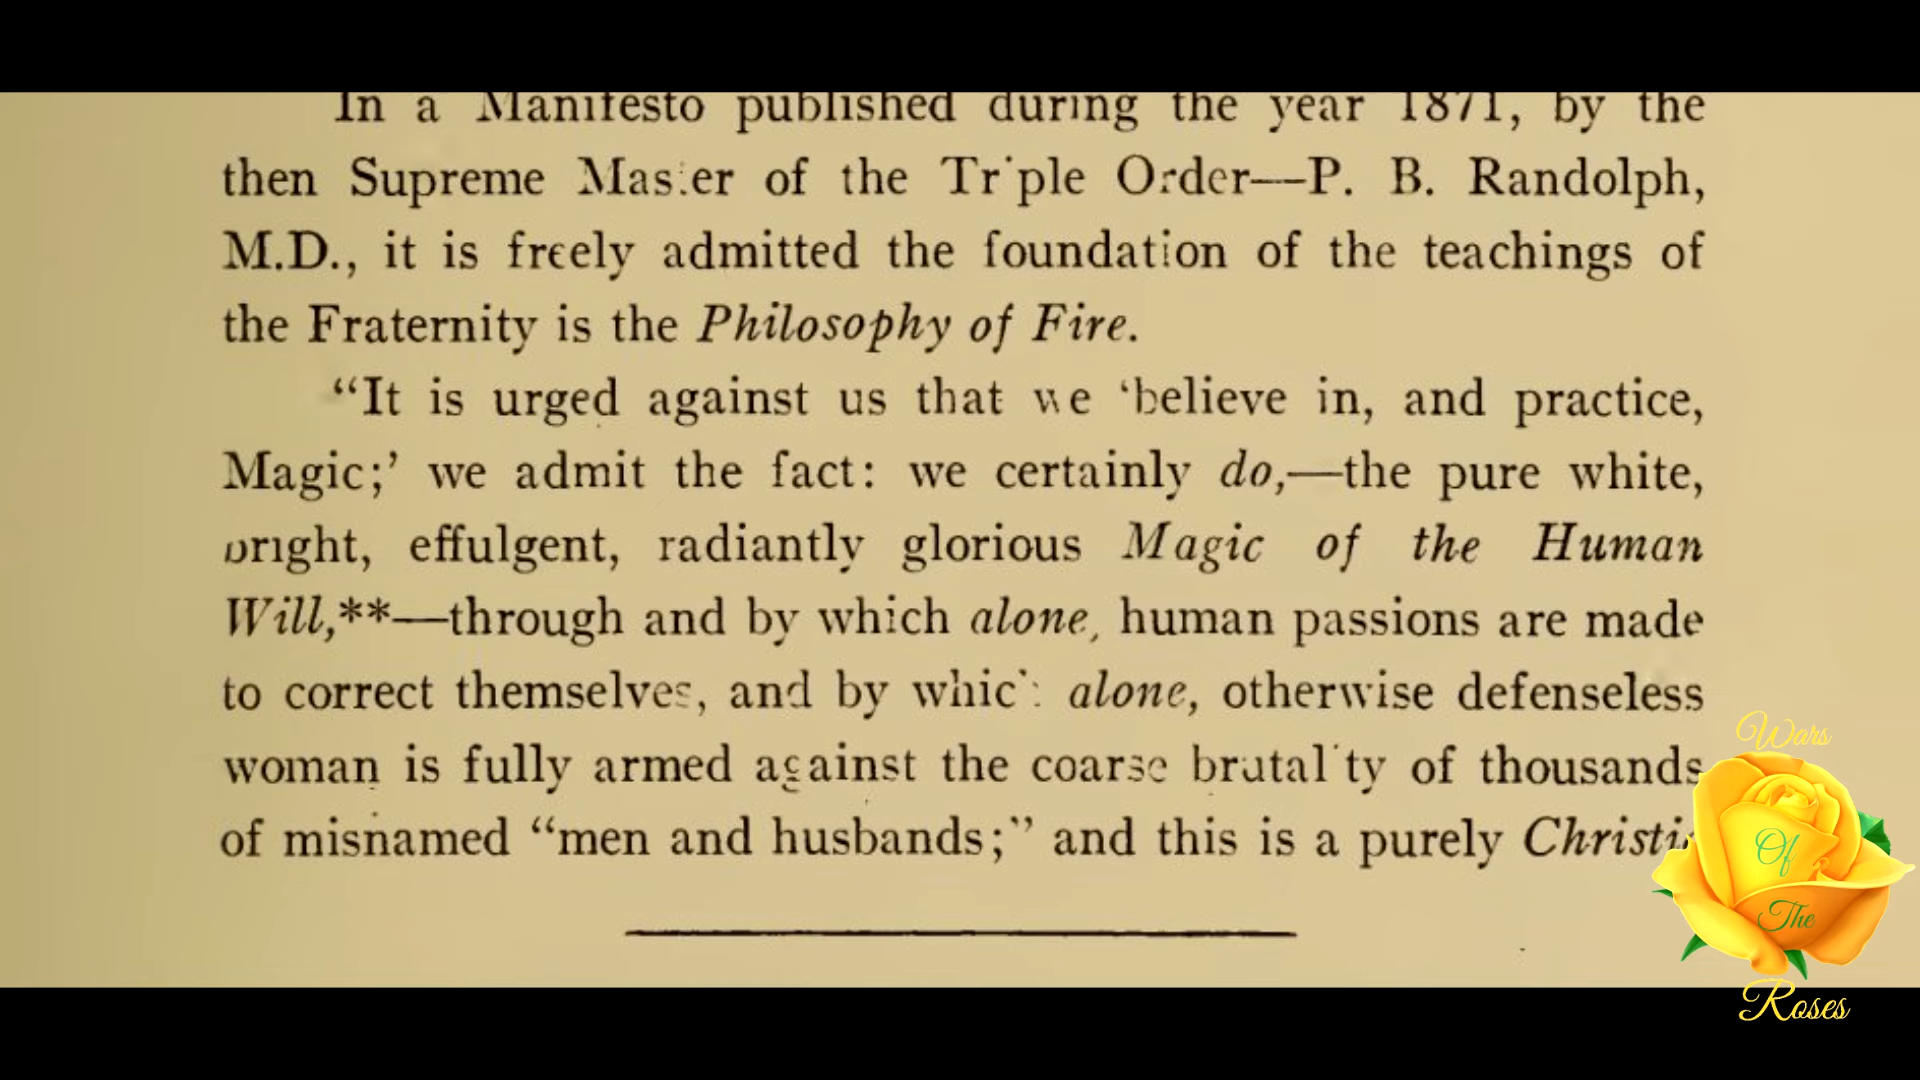 In a Manifesto published during the year 1871, by the
then Supreme Master of the Triple Order—P. B. Randolph,
M.D., it is freely admitted the foundation of the teachings of
the Fraternity is the Philosophy of Fire.
“It is urged against us that we ‘believe in, and practice,
Magic;’ we admit the fact: we certainly do,—the pure white,
bright, effulgent, radiantly glorious Magic of the Human
Will,**—through and by which alone, human passions are made
to correct themselves, and by which alone, otherwise defenseless
woman is fully armed against the coarse brutality of thousands
of misnamed “men and husbands;” and this is a purely
Wars
Of
The
Roses